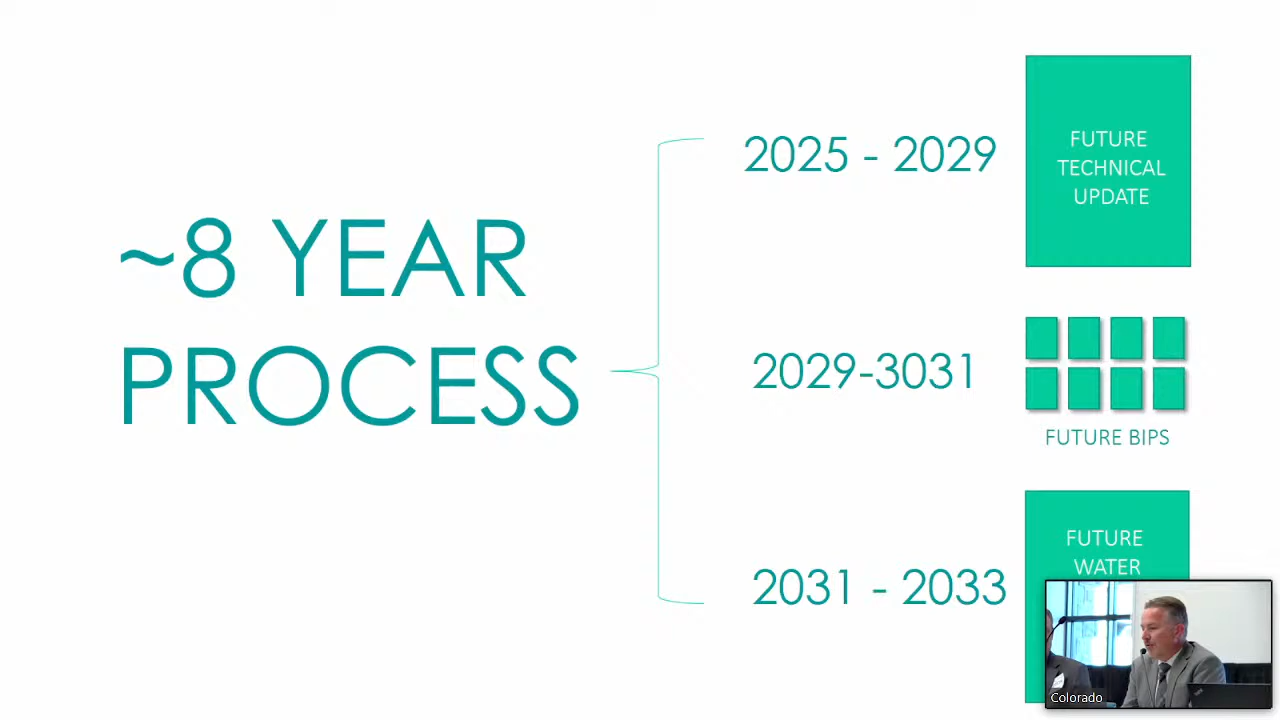 ~8 YEAR
PROCESS
2025 - 2029
FUTURE
TECHNICAL
UPDATE
2029-3031
FUTURE BIPS
2031 - 2033
FUTURE
WATER
Colorado